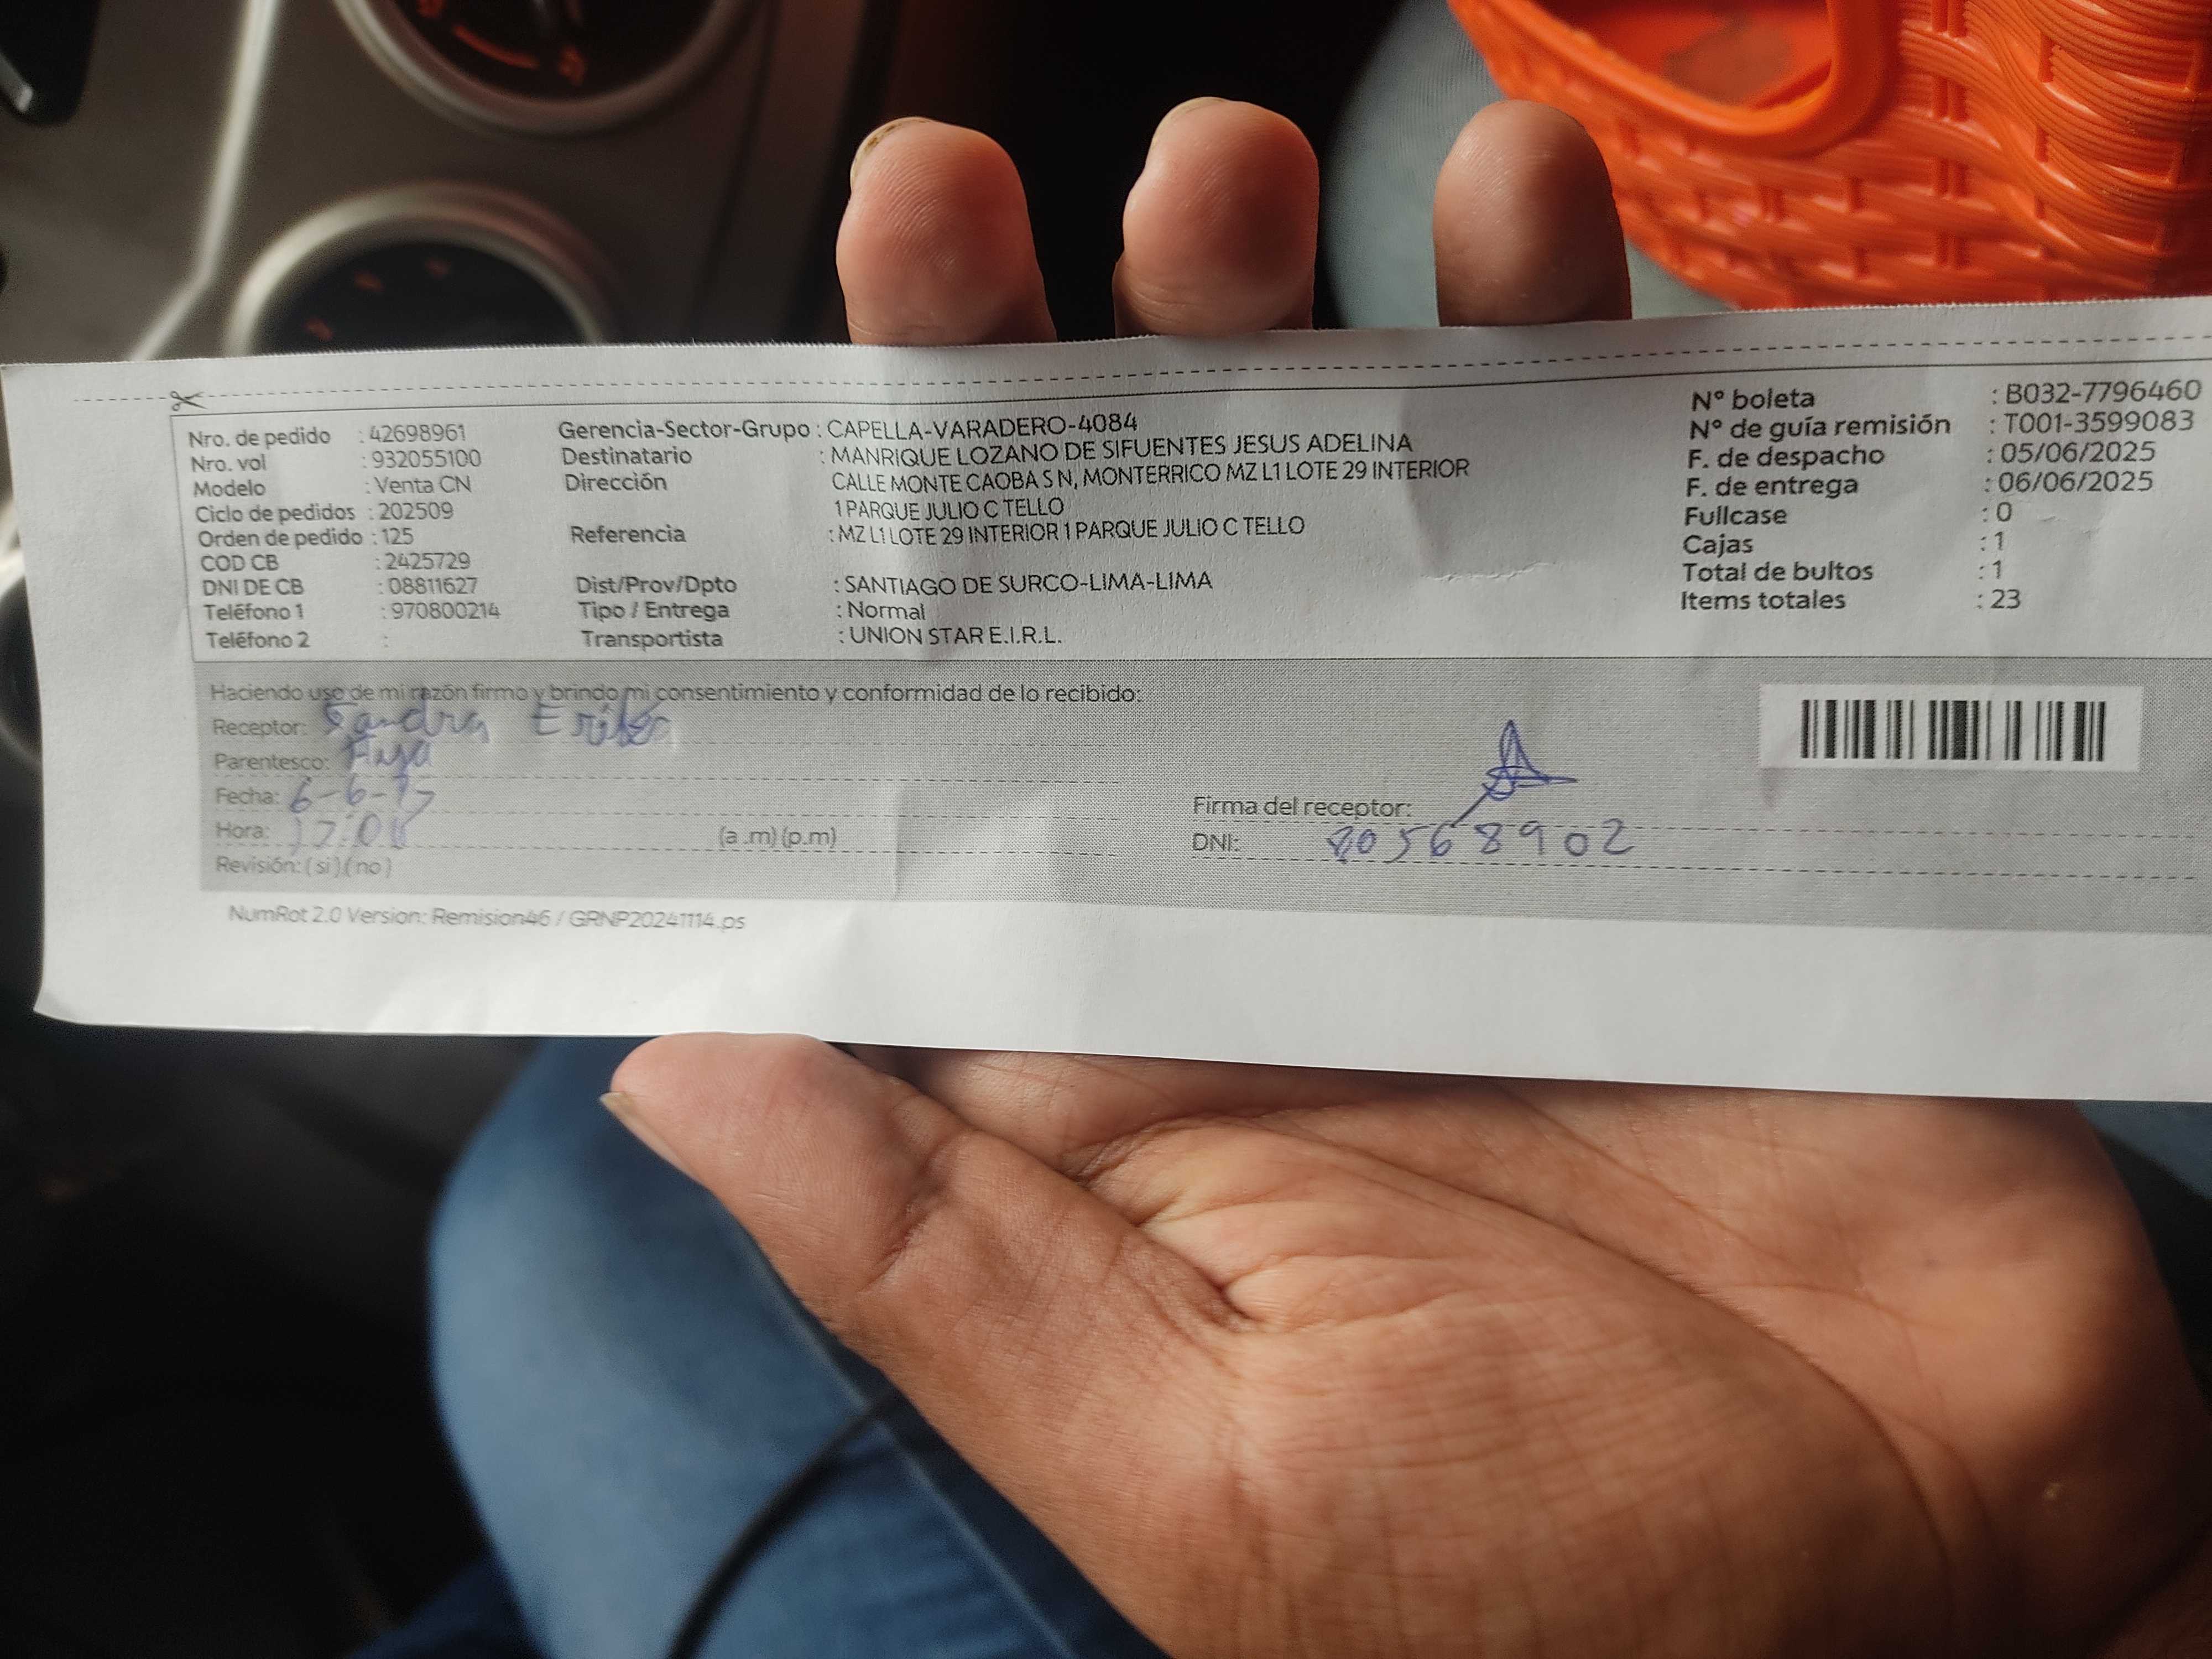 Nro. de pedido : 42698961
Nro. vol : 932055100
Modelo : Venta CN
Ciclo de pedidos : 202509
Orden de pedido : 125
COD CB : 2425729
DNI DE CB : 08811627
Teléfono 1 : 970800214
Teléfono 2 :
Gerencia-Sector-Grupo : CAPELLA-VARADERO-4084
Destinatario : MANRIQUE LOZANO DE SIFUENTES JESUS ADELINA
Dirección CALLE MONTE CAOBA S N, MONTERRICO MZ L1 LOTE 29 INTERIOR
1 PARQUE JULIO C TELLO
Referencia : MZ L1 LOTE 29 INTERIOR 1 PARQUE JULIO C TELLO
Dist/Prov/Dpto : SANTIAGO DE SURCO-LIMA-LIMA
Tipo / Entrega : Normal
Transportista : UNION STAR E.I.R.L.
N° boleta : B032-7796460
N° de guía remisión : T001-3599083
F. de despacho : 05/06/2025
F. de entrega : 06/06/2025
Fullcase : 0
Cajas : 1
Total de bultos : 1
Items totales : 23
Haciendo uso de mi razón firmo y brindo mi consentimiento y conformidad de lo recibido:
Receptor: Sandra
Parentesco:
Fecha:
Hora: (a .m) (p.m)
Revisión: ( si ) ( no )
Firma del receptor:
DNI: 80568902
NumRot 2.0 Version: Remision46 / GRNP20241114.ps